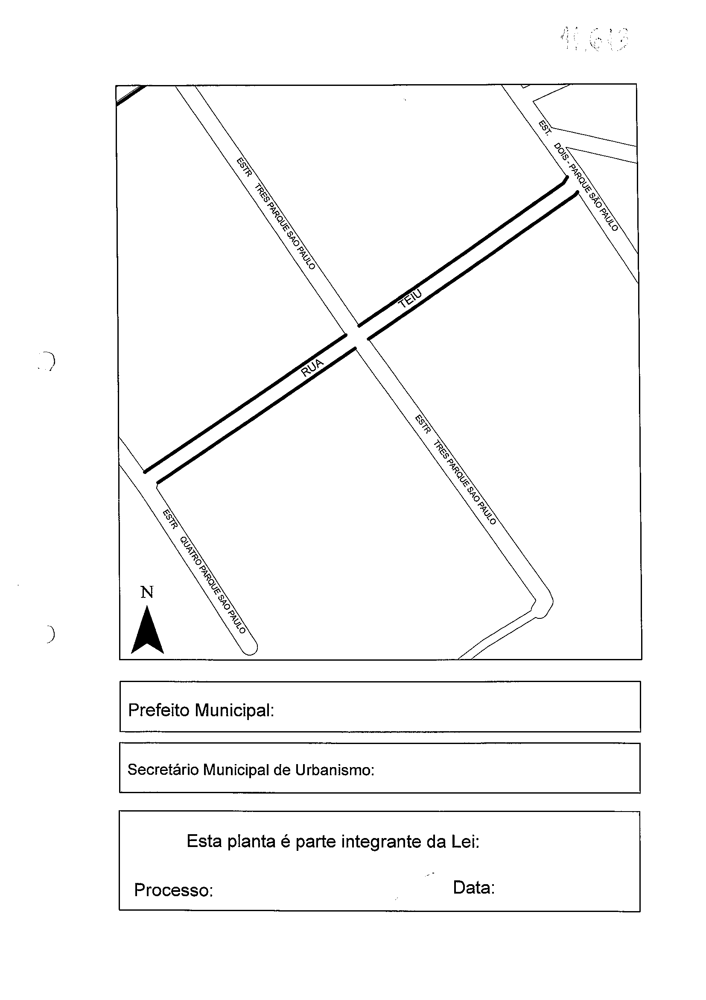 EST. DOIS - PARQUE SÃO PAULO
ESTR TRES PARQUE SAO PAULO
RUA TEIU
ESTR TRES PARQUE SAO PAULO
ESTR QUATRO PARQUE SAO PAULO
N
Prefeito Municipal:
Secretário Municipal de Urbanismo:
Esta planta é parte integrante da Lei:
Processo:
Data: